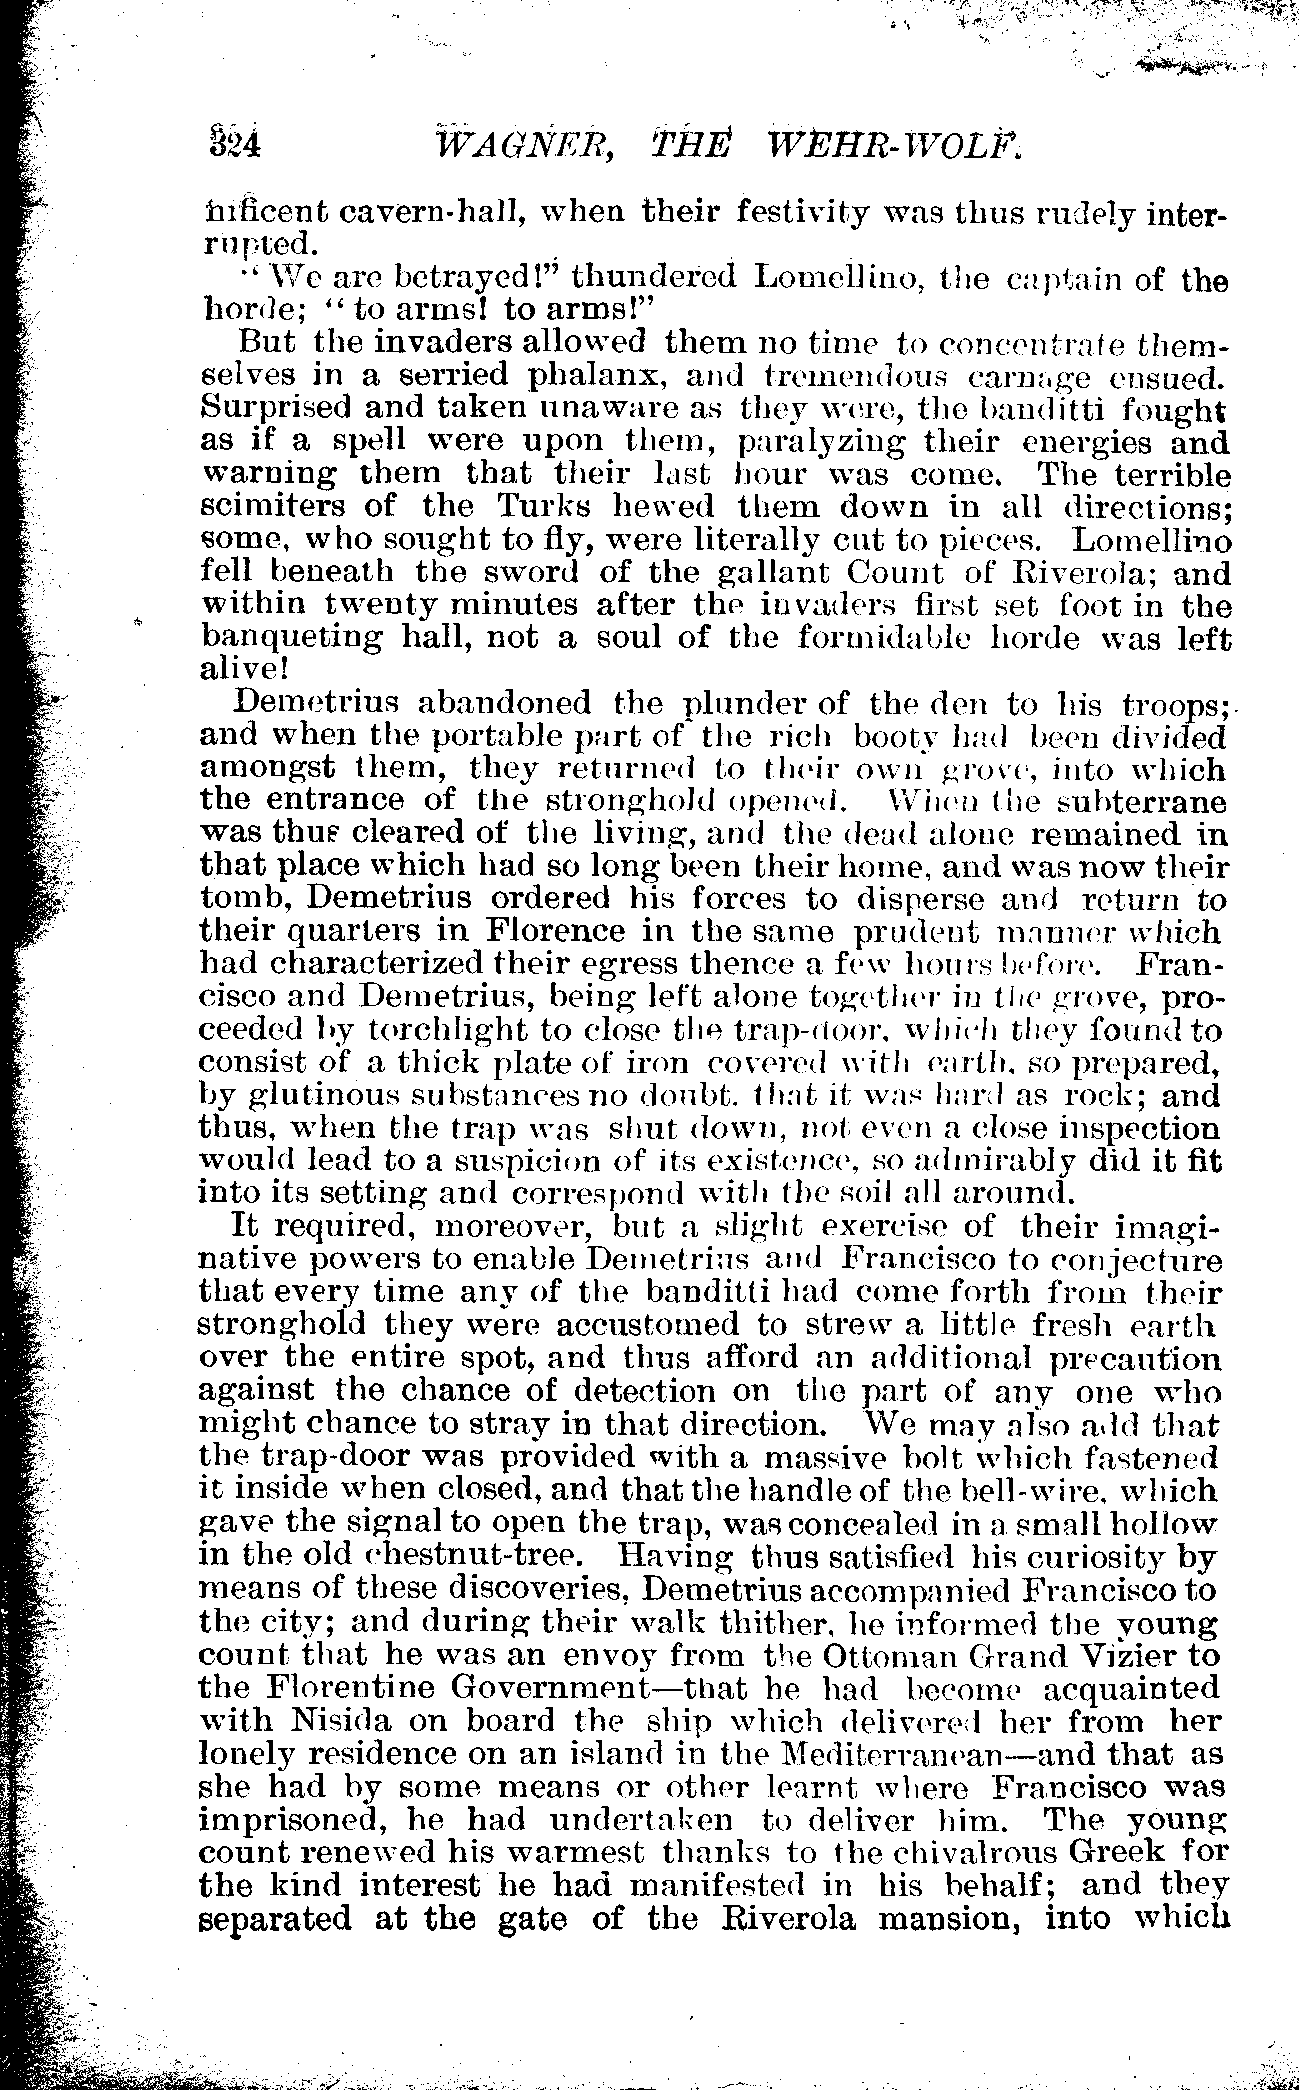 324 WAGNER, THE WEHR-WOLF.
nificent cavern-hall, when their festivity was thus rudely inter-
rupted.
"We are betrayed!" thundered Lomellino, the captain of the
horde; "to arms! to arms!"
But the invaders allowed them no time to concentrate them-
selves in a serried phalanx, and tremendous carnage ensued.
Surprised and taken unaware as they were, the banditti fought
as if a spell were upon them, paralyzing their energies and
warning them that their last hour was come. The terrible
scimiters of the Turks hewed them down in all directions;
some, who sought to fly, were literally cut to pieces. Lomellino
fell beneath the sword of the gallant Count of Riverola; and
within twenty minutes after the invaders first set foot in the
banqueting hall, not a soul of the formidable horde was left
alive!
Demetrius abandoned the plunder of the den to his troops;
and when the portable part of the rich booty had been divided
amongst them, they returned to their own grove, into which
the entrance of the stronghold opened. When the subterrane
was thus cleared of the living, and the dead alone remained in
that place which had so long been their home, and was now their
tomb, Demetrius ordered his forces to disperse and return to
their quarters in Florence in the same prudent manner which
had characterized their egress thence a few hours before. Fran-
cisco and Demetrius, being left alone together in the grove, pro-
ceeded by torchlight to close the trap-door, which they found to
consist of a thick plate of iron covered with earth, so prepared,
by glutinous substances no doubt, that it was hard as rock; and
thus, when the trap was shut down, not even a close inspection
would lead to a suspicion of its existence, so admirably did it fit
into its setting and correspond with the soil all around.
It required, moreover, but a slight exercise of their imagi-
native powers to enable Demetrius and Francisco to conjecture
that every time any of the banditti had come forth from their
stronghold they were accustomed to strew a little fresh earth
over the entire spot, and thus afford an additional precaution
against the chance of detection on the part of any one who
might chance to stray in that direction. We may also add that
the trap-door was provided with a massive bolt which fastened
it inside when closed, and that the handle of the bell-wire, which
gave the signal to open the trap, was concealed in a small hollow
in the old chestnut-tree. Having thus satisfied his curiosity by
means of these discoveries, Demetrius accompanied Francisco to
the city; and during their walk thither, he informed the young
count that he was an envoy from the Ottoman Grand Vizier to
the Florentine Government—that he had become acquainted
with Nisida on board the ship which delivered her from her
lonely residence on an island in the Mediterranean—and that as
she had by some means or other learnt where Francisco was
imprisoned, he had undertaken to deliver him. The young
count renewed his warmest thanks to the chivalrous Greek for
the kind interest he had manifested in his behalf; and they
separated at the gate of the Riverola mansion, into which